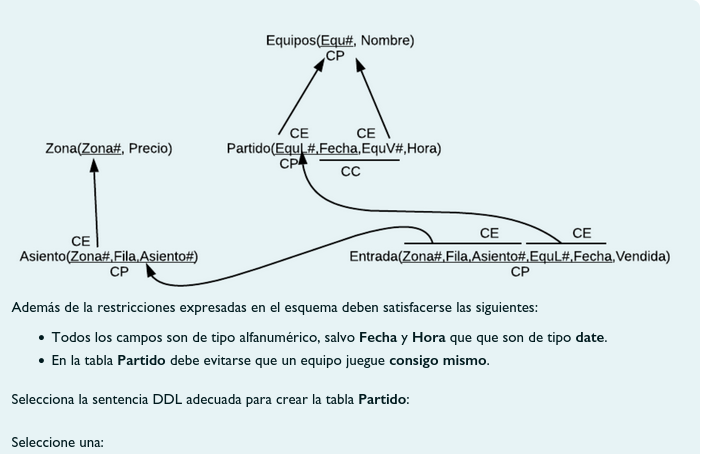 Equipos(Equ#, Nombre)
CP
CE CE
Zona(Zona#, Precio) Partido(EquL#,Fecha,EquV#,Hora)
CP
CC
CE CE CE
Asiento(Zona#,Fila,Asiento#) Entrada(Zona#,Fila,Asiento#,EquL#,Fecha,Vendida)
CP CP
Además de la restricciones expresadas en el esquema deben satisfacerse las siguientes:
• Todos los campos son de tipo alfanumérico, salvo Fecha y Hora que que son de tipo date.
• En la tabla Partido debe evitarse que un equipo juegue consigo mismo.
Selecciona la sentencia DDL adecuada para crear la tabla Partido:
Seleccione una: